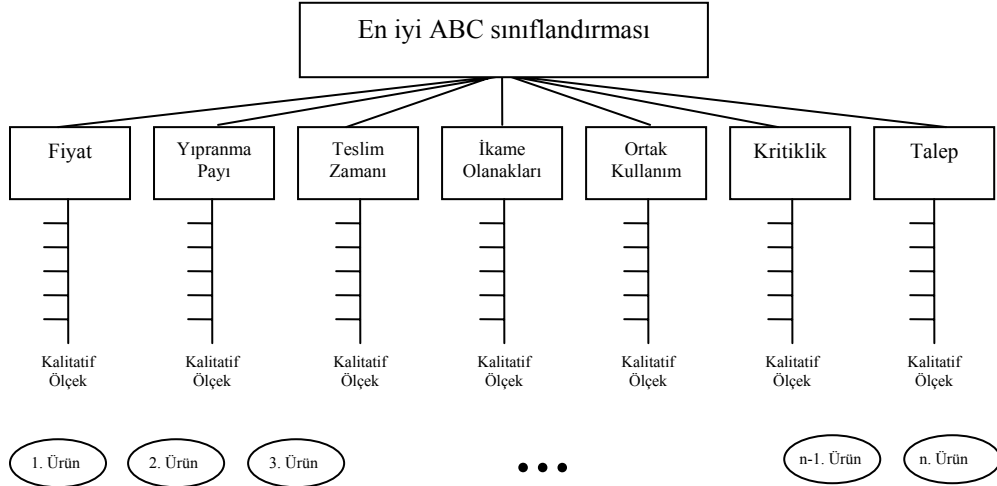 En iyi ABC sınıflandırması
Fiyat
Yıpranma
Payı
Teslim
Zamanı
İkame
Olanakları
Ortak
Kullanım
Kritiklik
Talep
Kalitatif
Ölçek
Kalitatif
Ölçek
Kalitatif
Ölçek
Kalitatif
Ölçek
Kalitatif
Ölçek
Kalitatif
Ölçek
Kalitatif
Ölçek
1. Ürün
2. Ürün
3. Ürün
...
n-1. Ürün
n. Ürün